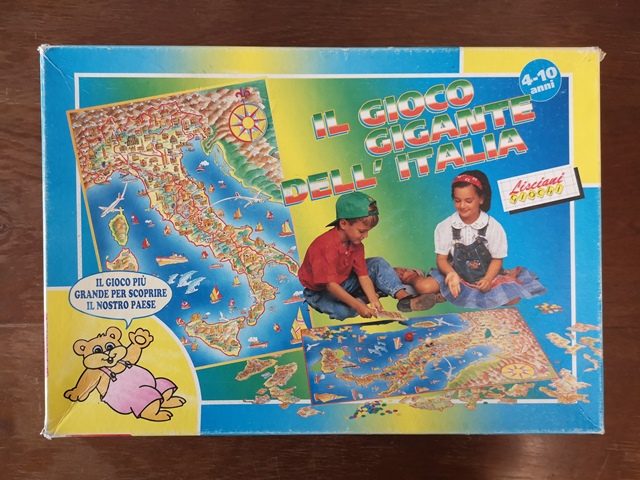 4-10
anni
IL GIOCO
GIGANTE
DELL' ITALIA
Lisciani
GIOCHI
IL GIOCO PIÙ
GRANDE PER SCOPRIRE
IL NOSTRO PAESE